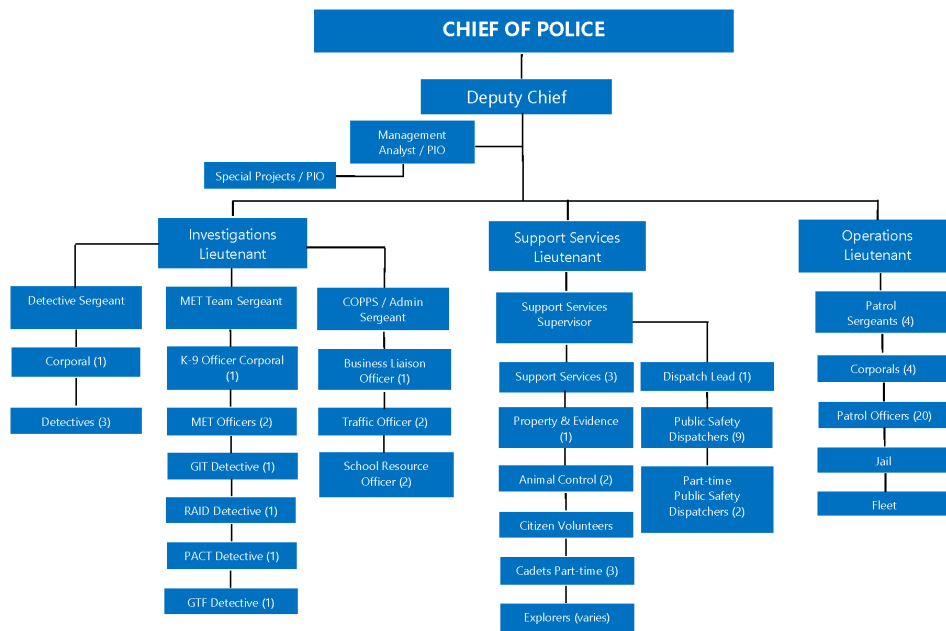 CHIEF OF POLICE
Deputy Chief
Management
Analyst / PIO
Special Projects / PIO
Investigations
Lieutenant
Support Services
Lieutenant
Operations
Lieutenant
Detective Sergeant
Corporal (1)
Detectives (3)
MET Team Sergeant
K-9 Officer Corporal
(1)
MET Officers (2)
GIT Detective (1)
RAID Detective (1)
PACT Detective (1)
GTF Detective (1)
COPPS / Admin
Sergeant
Business Liaison
Officer (1)
Traffic Officer (2)
School Resource
Officer (2)
Support Services
Supervisor
Support Services (3)
Property & Evidence
(1)
Animal Control (2)
Citizen Volunteers
Cadets Part-time (3)
Explorers (varies)
Dispatch Lead (1)
Public Safety
Dispatchers (9)
Part-time
Public Safety
Dispatchers (2)
Patrol
Sergeants (4)
Corporals (4)
Patrol Officers (20)
Jail
Fleet